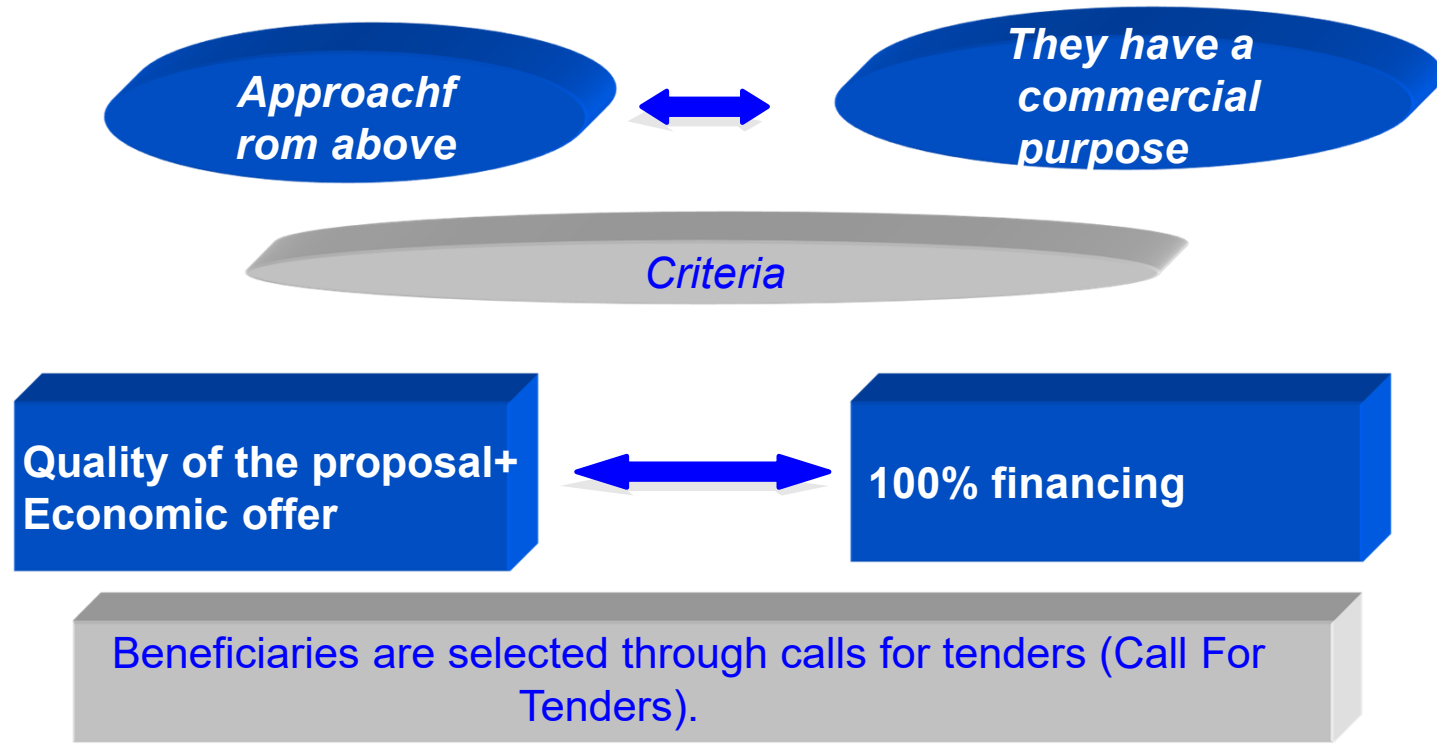 Approachf
rom above
They have a
commercial
purpose
Criteria
Quality of the proposal+
Economic offer
100% financing
Beneficiaries are selected through calls for tenders (Call For
Tenders).